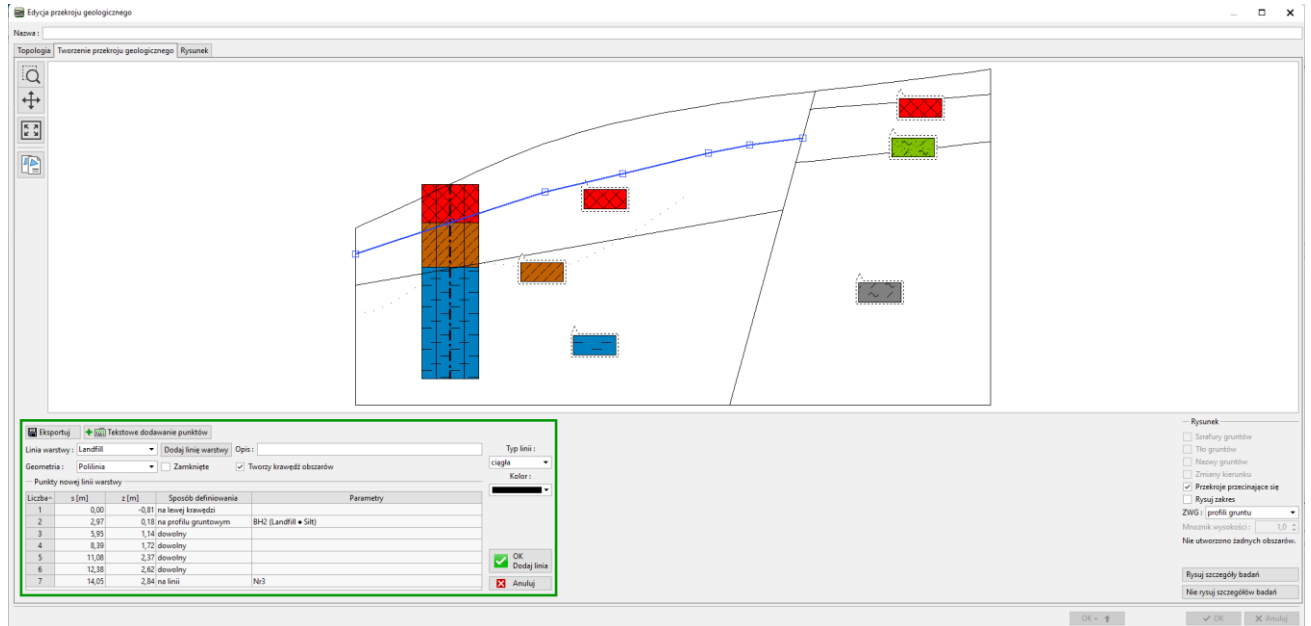 Edycja przekroju geologicznego
Nazwa :
Topologia Tworzenie przekroju geologicznego Rysunek
Eksportuj Tekstowe dodawanie punktów
Linia warstwy : Landfill Dodaj linię warstwy Opis :
Geometria : Polilinia Zamknięte Tworzy krawędź obszarów
Punkty nowej linii warstwy
Liczba s [m] z [m] Sposób definiowania Parametry
1 0,00 -0,81 na lewej krawędzi
2 2,97 0,18 na profilu gruntowym BH2 (Landfill ● Silt)
3 5,95 1,14 dowolny
4 8,39 1,72 dowolny
5 11,08 2,37 dowolny
6 12,38 2,62 dowolny
7 14,05 2,84 na linii Nr3
Typ linii :
ciągła
Kolor :
OK
Dodaj linia
Anuluj
Rysunek
Szrafury gruntów
Tło gruntów
Nazwy gruntów
Zmiany kierunku
Przekroje przecinające się
Rysuj zakres
ZWG : profili gruntu
Mnożnik wysokości : 1,0
Nie utworzono żadnych obszarów.
Rysuj szczegóły badań
Nie rysuj szczegółów badań
OK + OK Anuluj